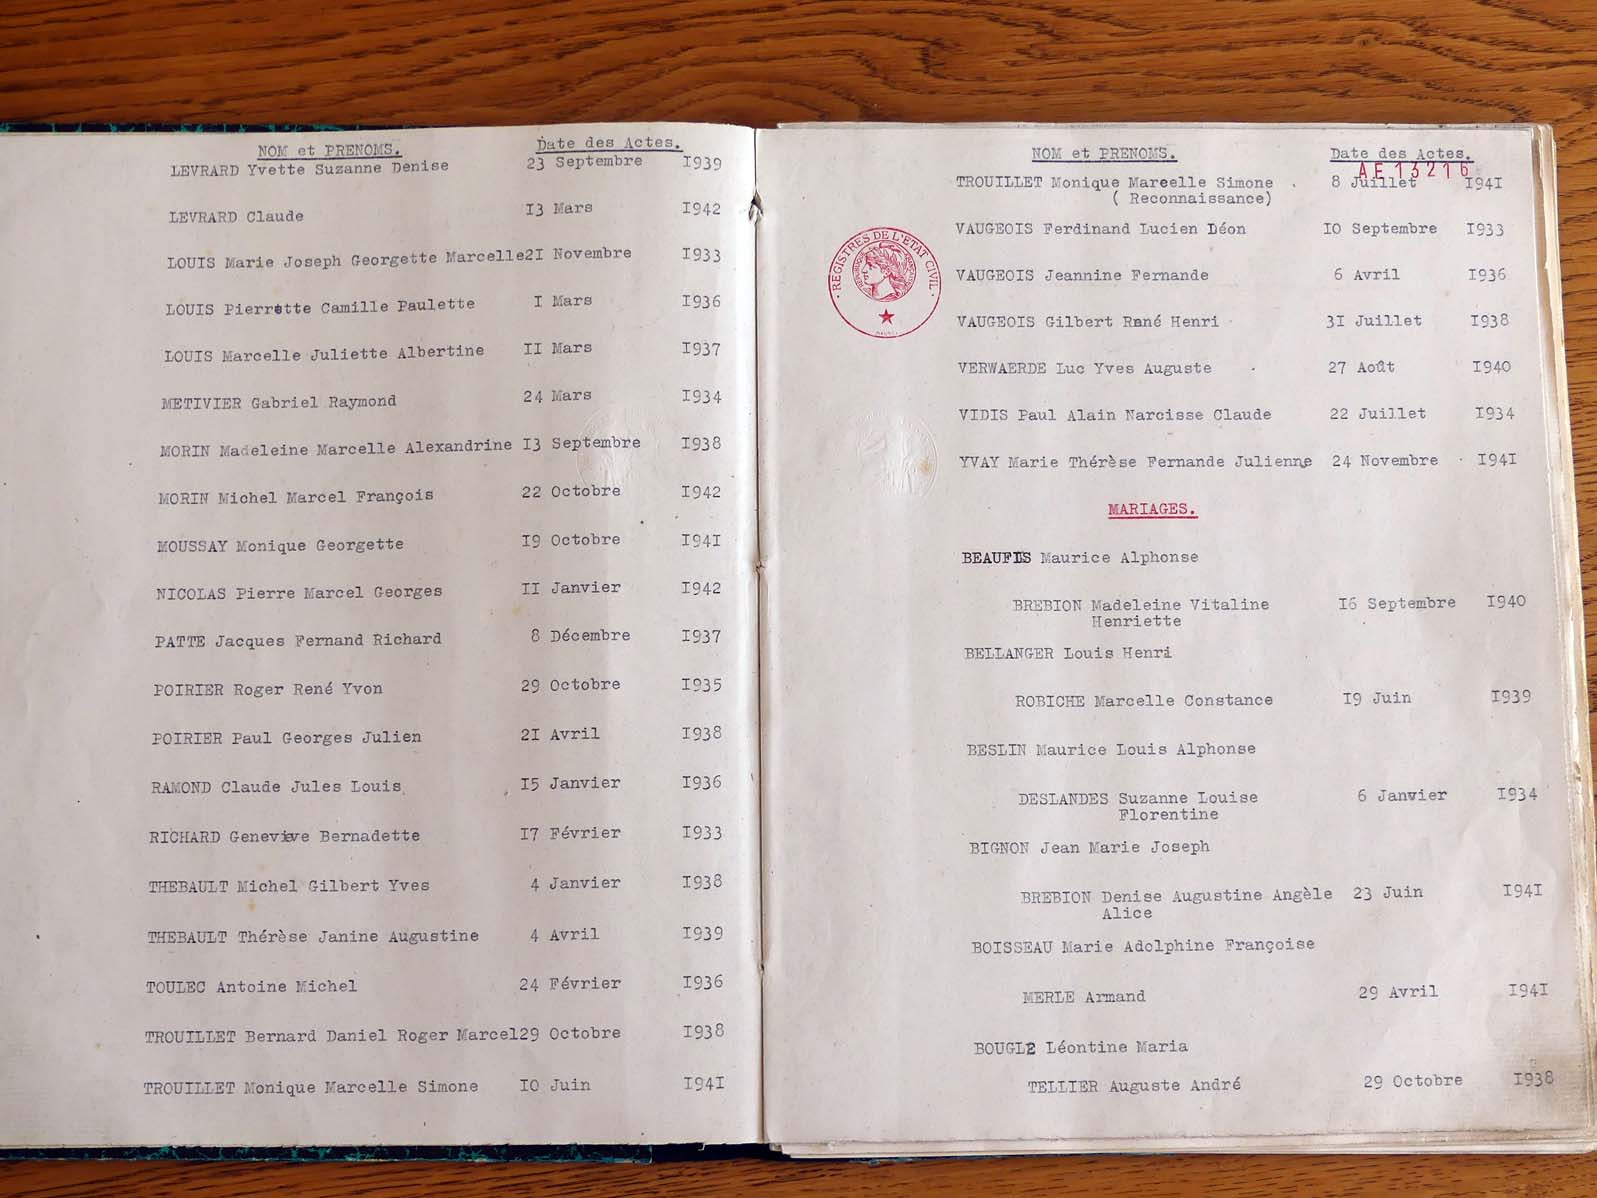 NOM et PRENOMS. Date des Actes.
LEVRARD Yvette Suzanne Denise 23 Septembre I939
LEVRARD Claude I3 Mars I942
LOUIS Marie Joseph Georgette Marcelle2I Novembre I933
LOUIS Pierrette Camille Paulette I Mars I936
LOUIS Marcelle Juliette Albertine II Mars I937
METIVIER Gabriel Raymond 24 Mars I934
MORIN Madeleine Marcelle Alexandrine I3 Septembre I938
MORIN Michel Marcel François 22 Octobre I942
MOUSSAY Monique Georgette I9 Octobre I94I
NICOLAS Pierre Marcel Georges II Janvier I942
PATTE Jacques Fernand Richard 8 Décembre I937
POIRIER Roger René Yvon 29 Octobre I935
POIRIER Paul Georges Julien 2I Avril I938
RAMOND Claude Jules Louis I5 Janvier I936
RICHARD Geneviève Bernadette I7 Février I933
THEBAULT Michel Gilbert Yves 4 Janvier I938
THEBAULT Thérèse Janine Augustine 4 Avril I939
TOULEC Antoine Michel 24 Février I936
TROUILLET Bernard Daniel Roger Marcel29 Octobre I938
TROUILLET Monique Marcelle Simone IO Juin I94I
NOM et PRENOMS. Date des Actes.
AE13216
TROUILLET Monique Marcelle Simone 8 Juillet I94I
( Reconnaissance)
VAUGEOIS Ferdinand Lucien Léon IO Septembre I933
REGISTRES DE L'ETAT CIVIL
VAUGEOIS Jeannine Fernande 6 Avril I936
VAUGEOIS Gilbert René Henri 3I Juillet I938
VERWAERDE Luc Yves Auguste 27 Août I940
VIDIS Paul Alain Narcisse Claude 22 Juillet I934
YVAY Marie Thérèse Fernande Julienne 24 Novembre I94I
MARIAGES.
BEAUFILS Maurice Alphonse
BREBION Madeleine Vitaline I6 Septembre I940
Henriette
BELLANGER Louis Henri
ROBICHE Marcelle Constance I9 Juin I939
BESLIN Maurice Louis Alphonse
DESLANDES Suzanne Louise 6 Janvier I934
Florentine
BIGNON Jean Marie Joseph
BREBION Denise Augustine Angèle 23 Juin I94I
Alice
BOISSEAU Marie Adolphine Françoise
MERLE Armand 29 Avril I94I
BOUGLE Léontine Maria
TELLIER Auguste André 29 Octobre I938